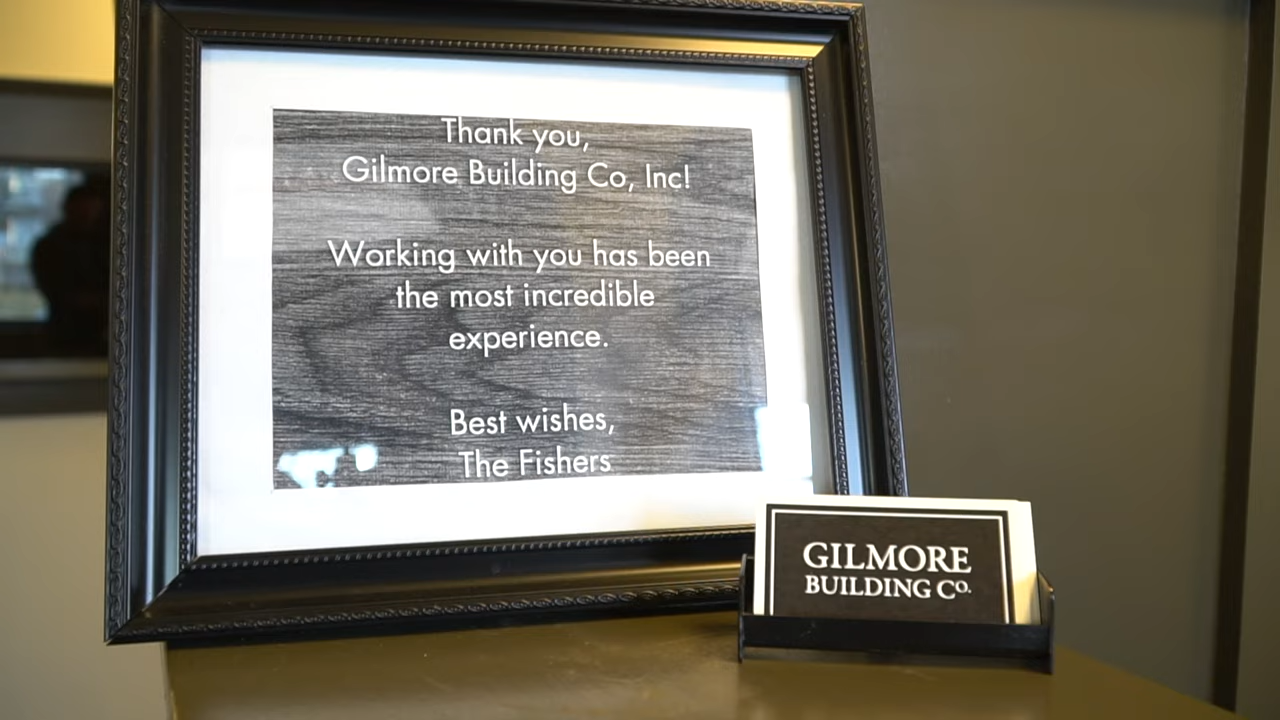 Thank you,
Gilmore Building Co, Inc!
Working with you has been
the most incredible
experience.
Best wishes,
The Fishers
GILMORE
BUILDING CO.